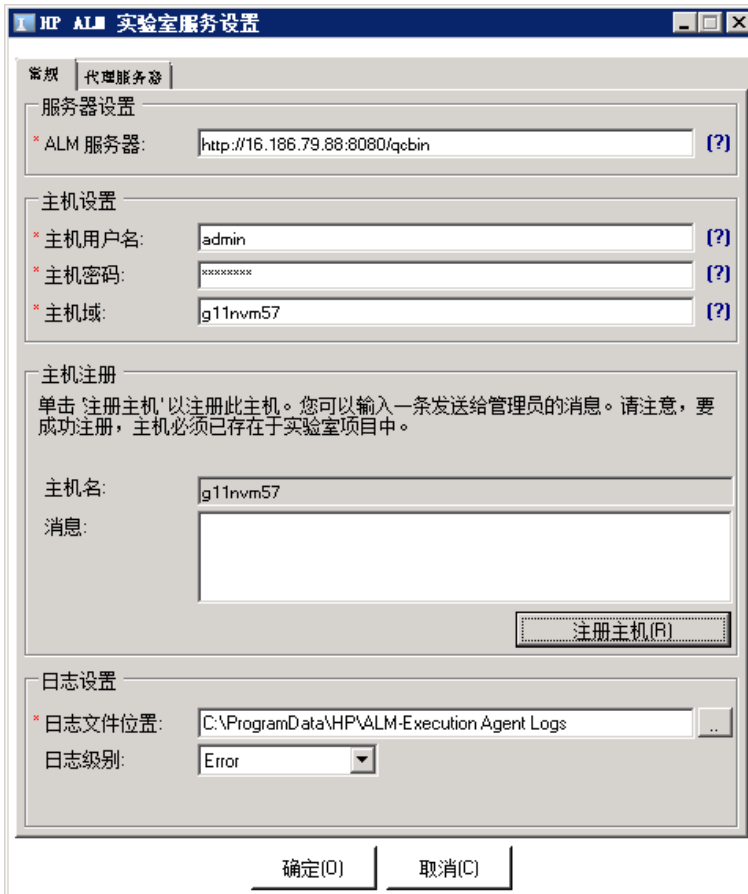 HP ALM 实验室服务设置
常规 代理服务器
服务器设置
* ALM 服务器: http://16.186.79.88:8080/qcbin (?)
主机设置
* 主机用户名: admin (?)
* 主机密码: ******** (?)
* 主机域: g11nvm57 (?)
主机注册
单击 '注册主机' 以注册此主机。您可以输入一条发送给管理员的消息。请注意，要
成功注册，主机必须已存在于实验室项目中。
主机名: g11nvm57
消息:
注册主机(R)
日志设置
* 日志文件位置: C:\ProgramData\HP\ALM-Execution Agent Logs ..
日志级别: Error
确定(O) 取消(C)